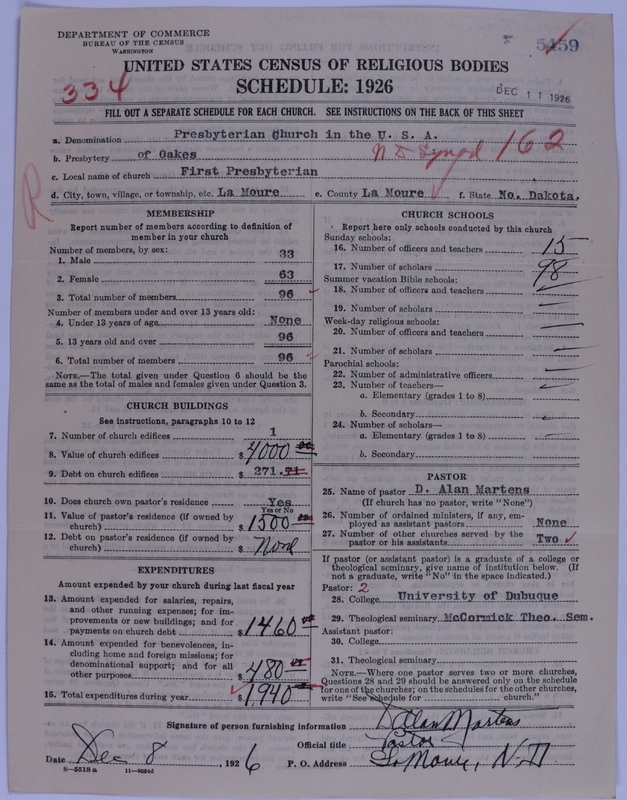 DEPARTMENT OF COMMERCE
BUREAU OF THE CENSUS
WASHINGTON
5459
UNITED STATES CENSUS OF RELIGIOUS BODIES
SCHEDULE: 1926
334
DEC 11 1926
FILL OUT A SEPARATE SCHEDULE FOR EACH CHURCH. SEE INSTRUCTIONS ON THE BACK OF THIS SHEET
a. Denomination Presbyterian Church in the U. S. A.
b. Presbytery of Oakes
162
c. Local name of church First Presbyterian
d. City, town, village, or township, etc. La Moure e. County La Moure f. State No. Dakota.
R
MEMBERSHIP
Report number of members according to definition of
member in your church
Number of members, by sex:
1. Male 33
2. Female 63
3. Total number of members 96
Number of members under and over 13 years old:
4. Under 13 years of age None
5. 13 years old and over 96
6. Total number of members 96
NOTE.—The total given under Question 6 should be the
same as the total of males and females given under Question 3.
CHURCH BUILDINGS
See instructions, paragraphs 10 to 12
7. Number of church edifices 1
8. Value of church edifices $ 4000 00
9. Debt on church edifices $ 271.71
10. Does church own pastor's residence Yes
Yes or No
11. Value of pastor's residence (if owned by
church) $ 1500
12. Debt on pastor's residence (if owned by
church) $ None
EXPENDITURES
Amount expended by your church during last fiscal year
13. Amount expended for salaries, repairs,
and other running expenses; for im-
provements or new buildings; and for
payments on church debt $ 1460
14. Amount expended for benevolences, in-
cluding home and foreign missions; for
denominational support; and for all
other purposes $ 480
15. Total expenditures during year $ 1,940
CHURCH SCHOOLS
Report here only schools conducted by this church
Sunday schools:
16. Number of officers and teachers 15
17. Number of scholars 98
Summer vacation Bible schools:
18. Number of officers and teachers
19. Number of scholars
Week-day religious schools:
20. Number of officers and teachers
21. Number of scholars
Parochial schools:
22. Number of administrative officers
23. Number of teachers—
a. Elementary (grades 1 to 8)
b. Secondary
24. Number of scholars—
a. Elementary (grades 1 to 8)
b. Secondary
PASTOR
25. Name of pastor D. Alan Martens
(If church has no pastor, write "None")
26. Number of ordained ministers, if any, em-
ployed as assistant pastors None
27. Number of other churches served by the
pastor or his assistants Two
If pastor (or assistant pastor) is a graduate of a college or
theological seminary, give name of institution below. (If
not a graduate, write "No" in the space indicated.)
Pastor: 2
28. College University of Dubuque
29. Theological seminary McCormick Theo. Sem.
Assistant pastor:
30. College
31. Theological seminary
NOTE.—Where one pastor serves two or more churches,
Questions 28 and 29 should be answered only on the schedule
for one of the churches; on the schedules for the other churches,
write "See schedule for church."
Signature of person furnishing information D Alan Martens
Official title Pastor
Date Dec 8, 1926 P. O. Address La Moure, N.D
8—5518a 11—9034d